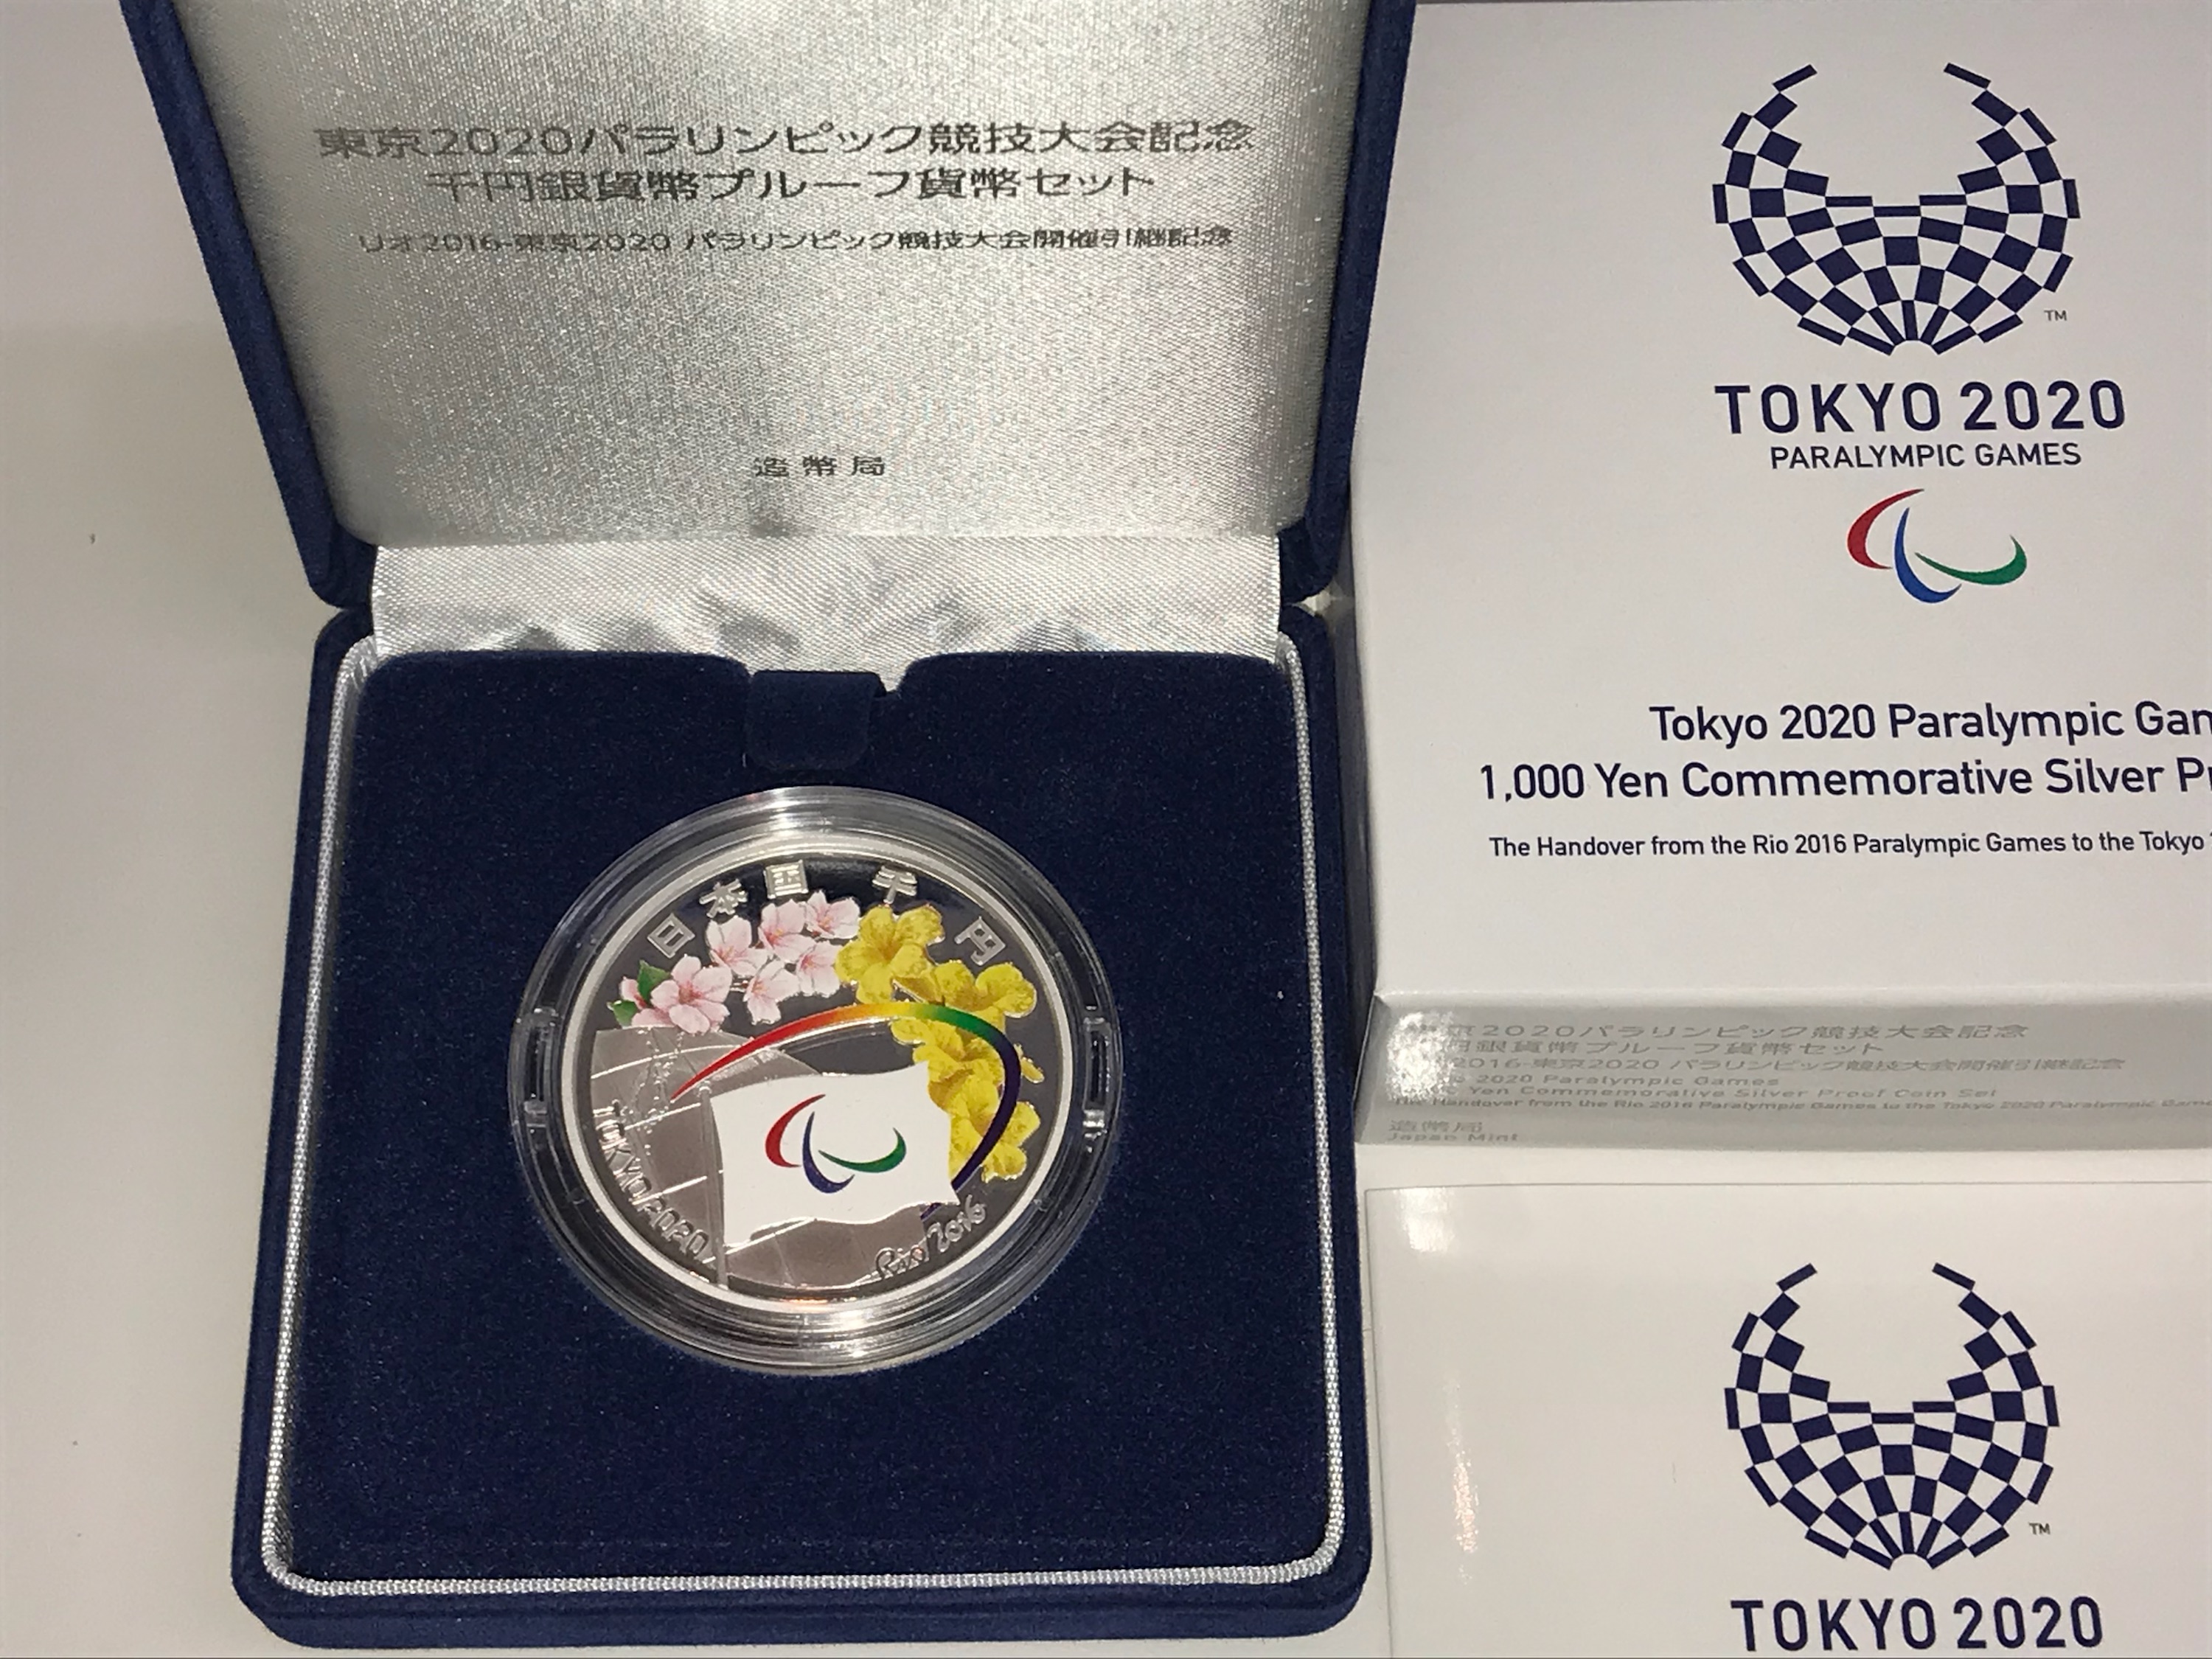 東京2020パラリンピック競技大会記念
千円銀貨幣プルーフ貨幣セット
リオ2016-東京2020 パラリンピック競技大会開催引継記念
造幣局
日本国 千円
TOKYO 2020
Rio 2016
TM
TOKYO 2020
PARALYMPIC GAMES
Tokyo 2020 Paralympic Gam
1,000 Yen Commemorative Silver Pr
The Handover from the Rio 2016 Paralympic Games to the Tokyo
京2020パラリンピック競技大会記念
円銀貨幣プルーフ貨幣セット
2016-東京2020 パラリンピック競技大会開催引継記念
2020 Paralympic Games
Yen Commemorative Silver Proof Coin Set
The Handover from the Rio 2016 Paralympic Games to the Tokyo 2020 Paralympic Games
造幣局
Japan Mint
TM
TOKYO 2020